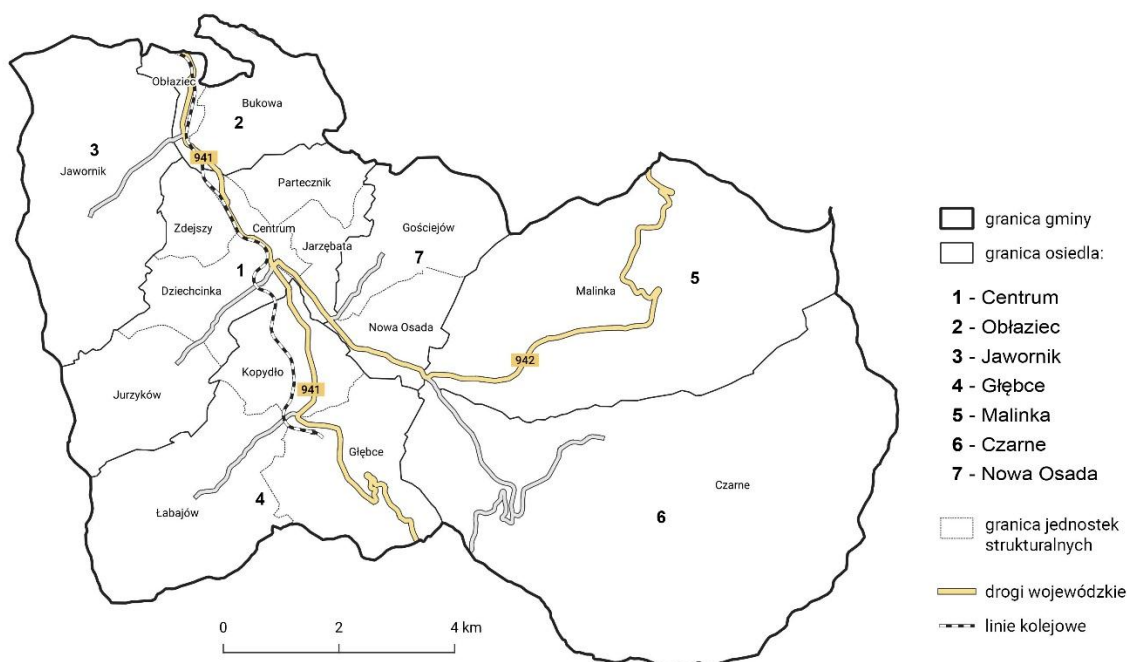 Obłaziec
Bukowa
2
3
Jawornik
941
Partecznik
Zdejszy
Centrum
Gościejów
Jarzębata
7
1
5
Dziechcinka
Malinka
Nowa Osada
942
Kopydło
941
Jurzyków
Głębce
Czarne
4
Łabajów
6
0 2 4 km
granica gminy
granica osiedla:
1 - Centrum
2 - Obłaziec
3 - Jawornik
4 - Głębce
5 - Malinka
6 - Czarne
7 - Nowa Osada
granica jednostek
strukturalnych
drogi wojewódzkie
linie kolejowe